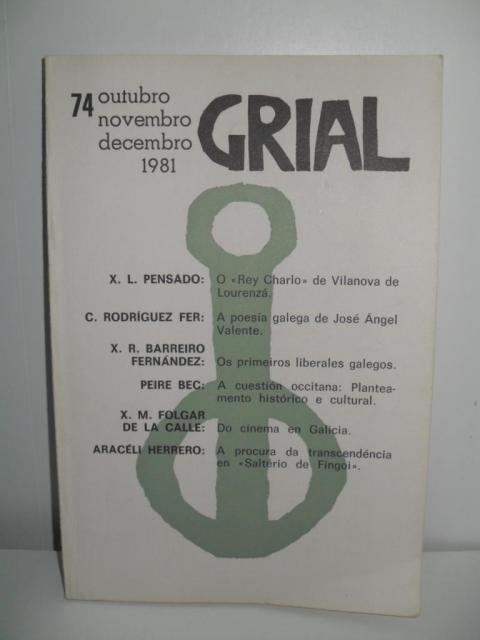 74 outubro
novembro
decembro
1981
GRIAL
X. L. PENSADO: O «Rey Charlo» de Vilanova de
Lourenzá.
C. RODRÍGUEZ FER: A poesía galega de José Ángel
Valente.
X. R. BARREIRO
FERNÁNDEZ: Os primeiros liberales galegos.
PEIRE BEC: A cuestión occitana: Plantea-
mento histórico e cultural.
X. M. FOLGAR
DE LA CALLE: Do cinema en Galicia.
ARACÉLI HERRERO: A procura da transcendéncia
en «Saltério de Fingoi».